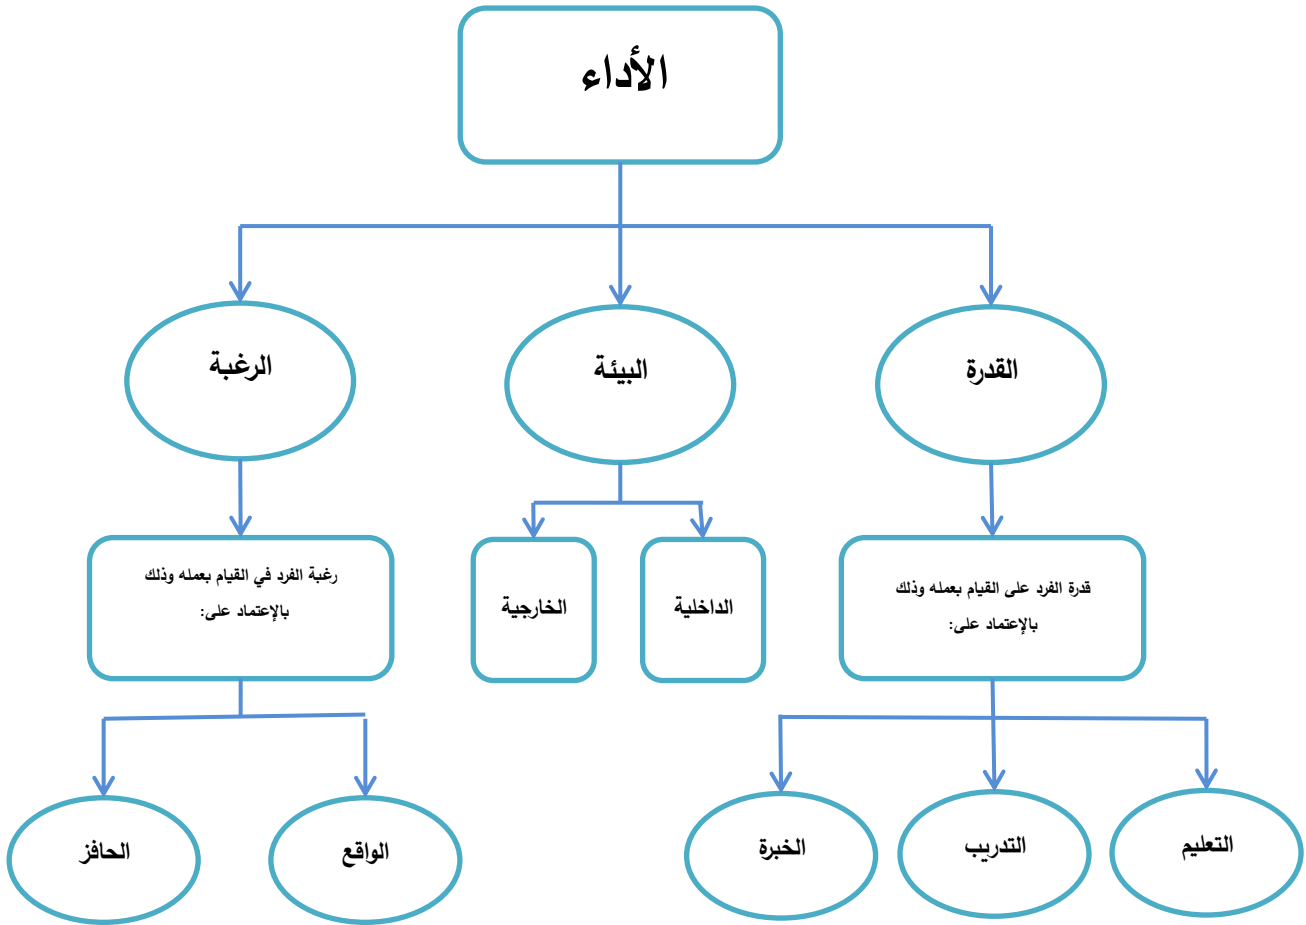 الأداء
القدرة
البيئة
الرغبة
قدرة الفرد على القيام بعمله وذلك
بالإعتماد على:
الداخلية
الخارجية
رغبة الفرد في القيام بعمله وذلك
بالإعتماد على:
التعليم
التدريب
الخبرة
الواقع
الحافز